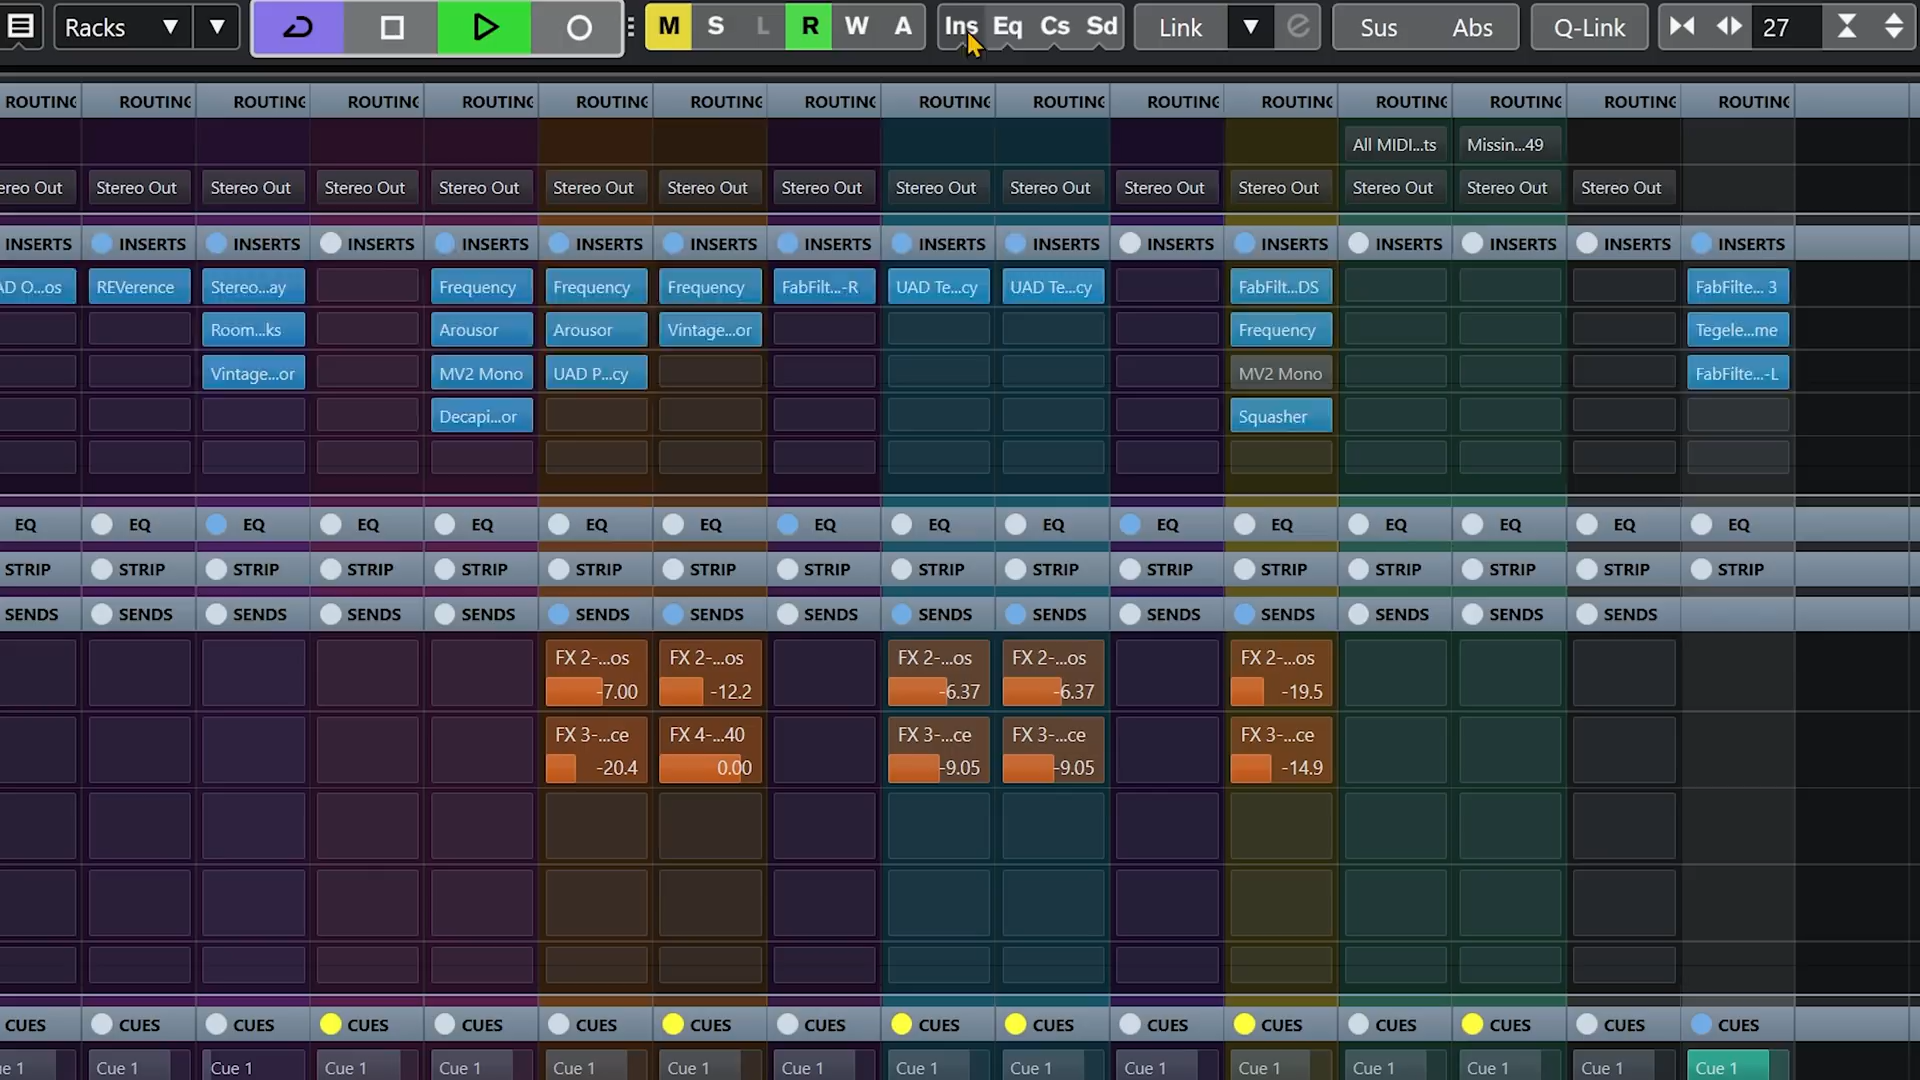 Racks M S L R W A Ins Eq Cs Sd Link Sus Abs Q-Link 27
ROUTING ROUTING ROUTING ROUTING ROUTING ROUTING ROUTING ROUTING ROUTING ROUTING ROUTING ROUTING ROUTING ROUTING ROUTING ROUTING
All MIDI...ts Missin...49
ereo Out Stereo Out Stereo Out Stereo Out Stereo Out Stereo Out Stereo Out Stereo Out Stereo Out Stereo Out Stereo Out Stereo Out Stereo Out Stereo Out Stereo Out
INSERTS INSERTS INSERTS INSERTS INSERTS INSERTS INSERTS INSERTS INSERTS INSERTS INSERTS INSERTS INSERTS INSERTS INSERTS INSERTS
AD O...os REVerence Stereo...ay Frequency Frequency Frequency FabFilt...-R UAD Te...cy UAD Te...cy FabFilt...DS FabFilte... 3
Room...ks Arousor Arousor Vintage...or Frequency Tegele...me
Vintage...or MV2 Mono UAD P...cy MV2 Mono FabFilte...-L
Decapi...or Squasher
EQ EQ EQ EQ EQ EQ EQ EQ EQ EQ EQ EQ EQ EQ EQ EQ
STRIP STRIP STRIP STRIP STRIP STRIP STRIP STRIP STRIP STRIP STRIP STRIP STRIP STRIP STRIP STRIP
SENDS SENDS SENDS SENDS SENDS SENDS SENDS SENDS SENDS SENDS SENDS SENDS SENDS SENDS SENDS
FX 2-...os FX 2-...os FX 2-...os FX 2-...os FX 2-...os
-7.00 -12.2 -6.37 -6.37 -19.5
FX 3-...ce FX 4-...40 FX 3-...ce FX 3-...ce FX 3-...ce
-20.4 0.00 -9.05 -9.05 -14.9
CUES CUES CUES CUES CUES CUES CUES CUES CUES CUES CUES CUES CUES CUES CUES CUES
e 1 Cue 1 Cue 1 Cue 1 Cue 1 Cue 1 Cue 1 Cue 1 Cue 1 Cue 1 Cue 1 Cue 1 Cue 1 Cue 1 Cue 1 Cue 1